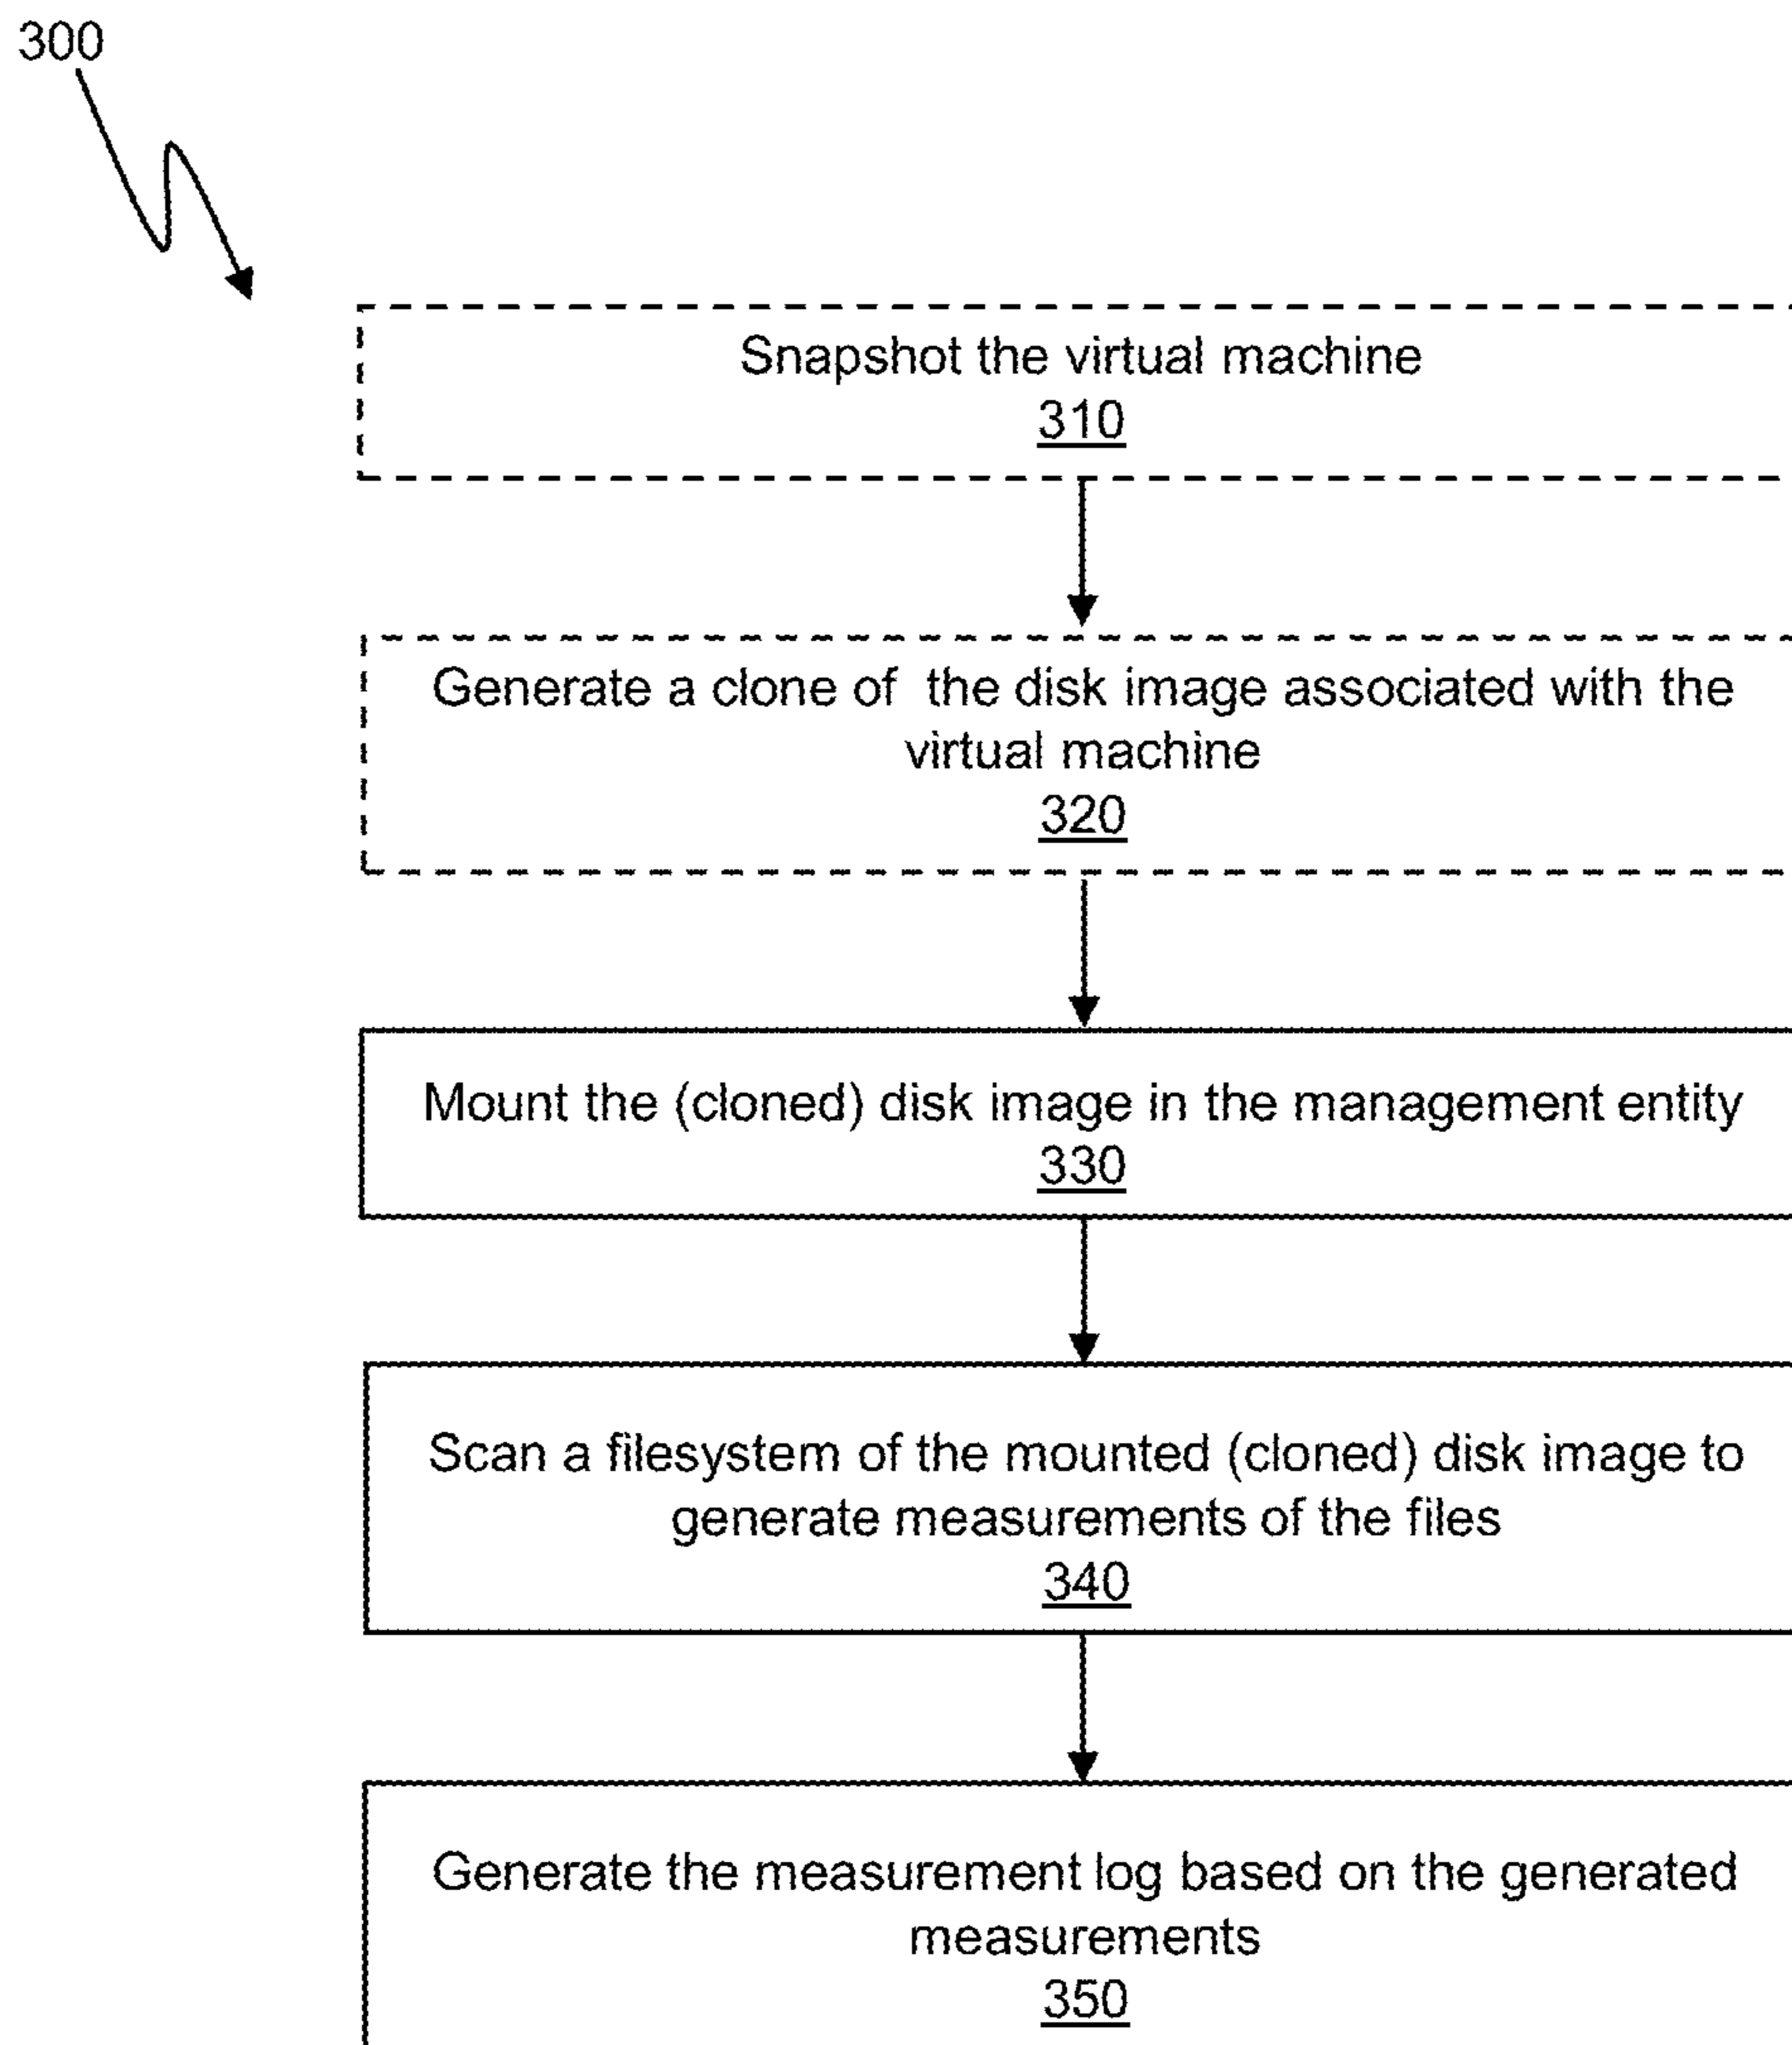 300
Snapshot the virtual machine
310
Generate a clone of the disk image associated with the
virtual machine
320
Mount the (cloned) disk image in the management entity
330
Scan a filesystem of the mounted (cloned) disk image to
generate measurements of the files
340
Generate the measurement log based on the generated
measurements
350